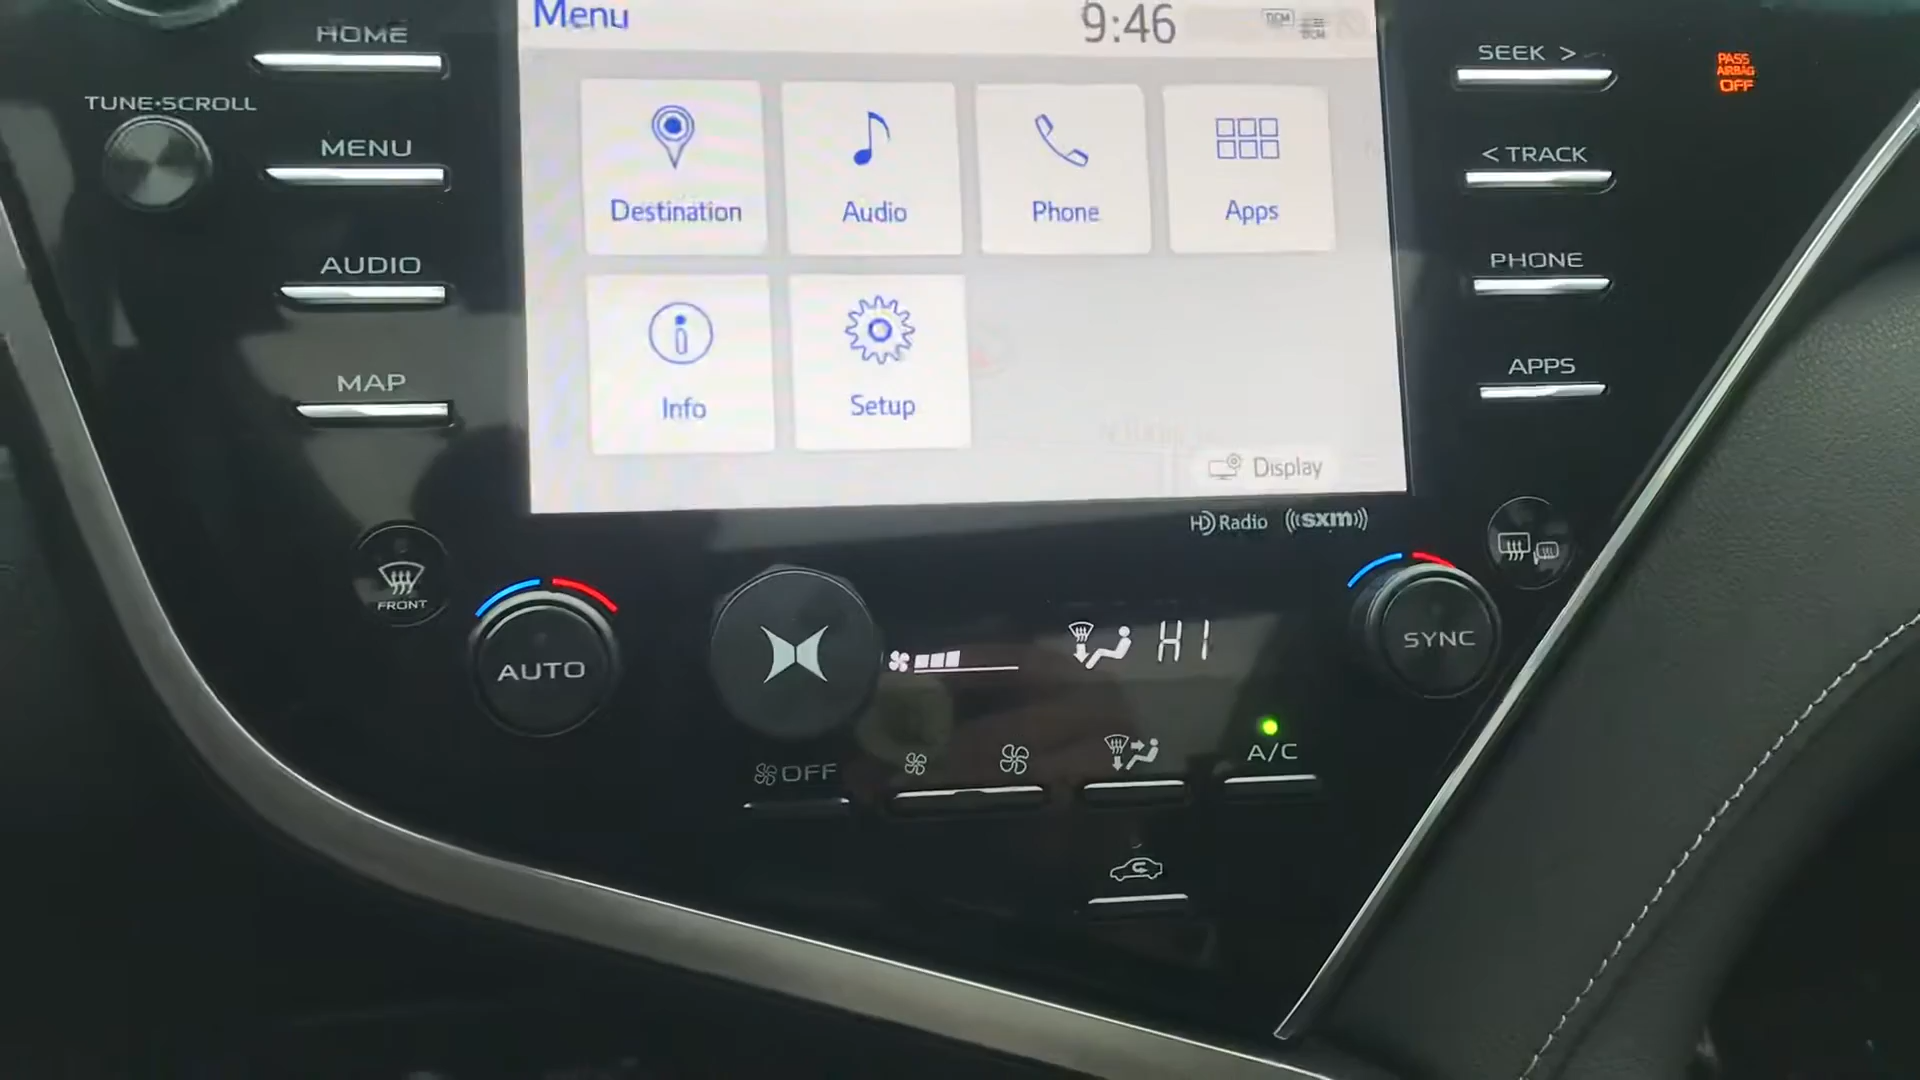 HOME
TUNE•SCROLL
MENU
AUDIO
MAP
Menu
9:46
DCM
Destination
Audio
Phone
Apps
Info
Setup
Display
HD Radio
((sxm))
SEEK >
< TRACK
PHONE
APPS
PASS
AIRBAG
OFF
FRONT
AUTO
HI
SYNC
OFF
A/C